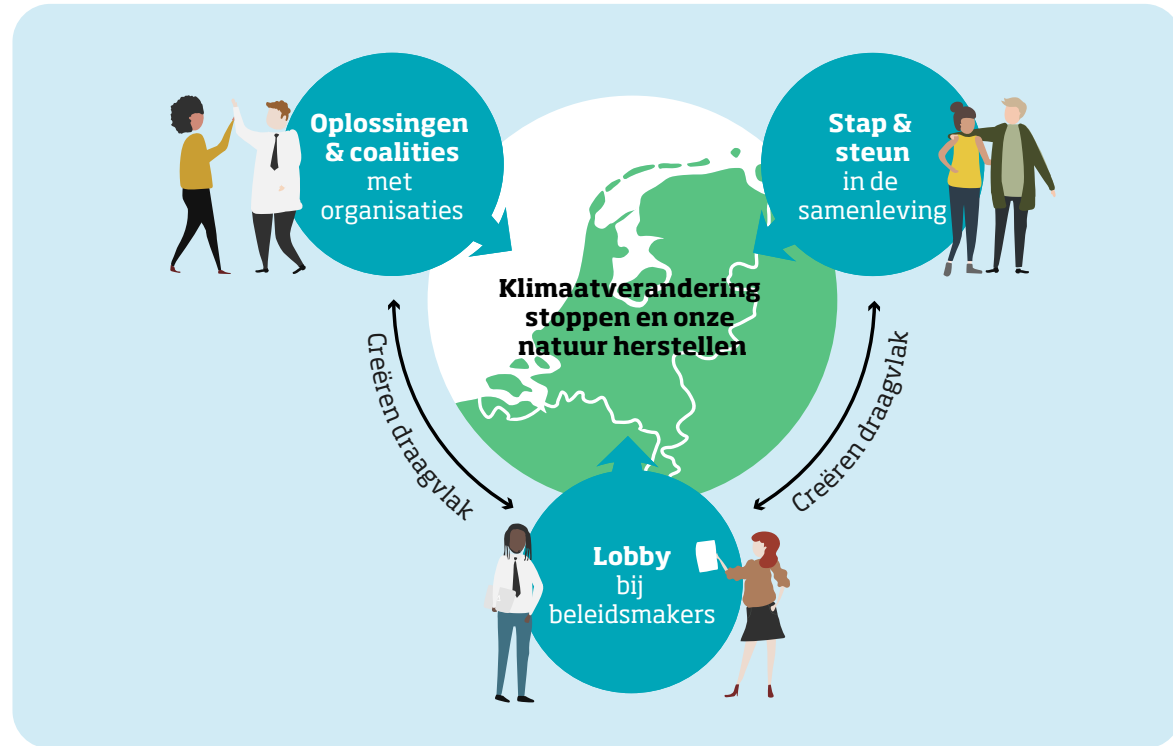 Oplossingen
& coalities
met
organisaties
Stap &
steun
in de
samenleving
Klimaatverandering
stoppen en onze
natuur herstellen
Creëren draagvlak
Creëren draagvlak
Lobby
bij
beleidsmakers